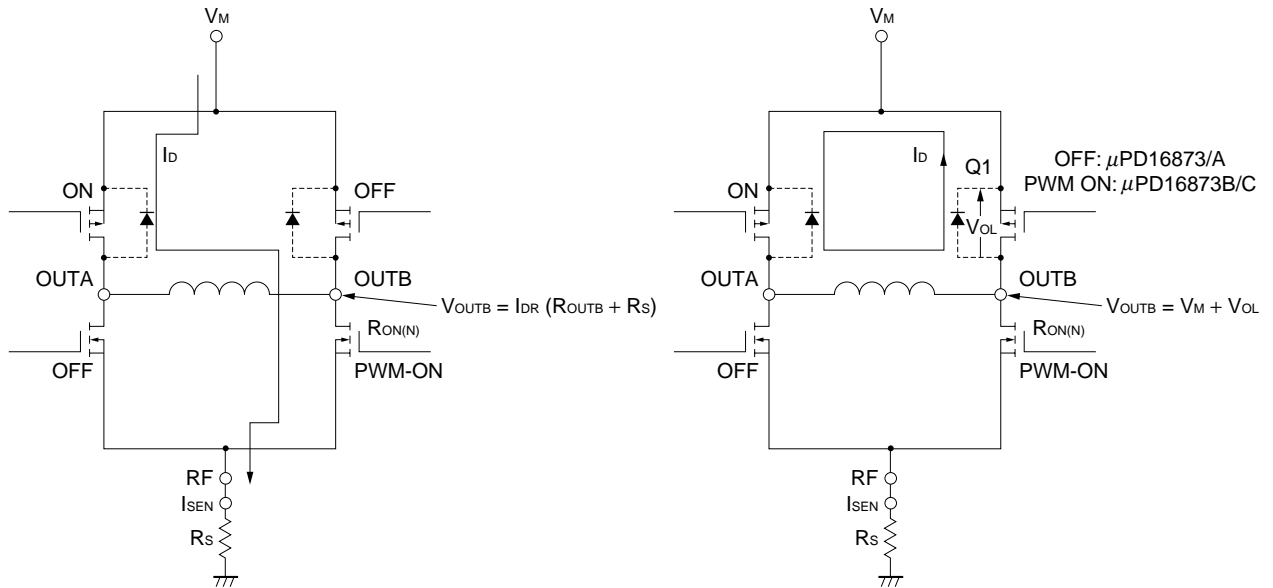 VM
ID
ON
OFF
OUTA
OUTB
VOUTB = IDR (ROUTB + RS)
RON(N)
OFF
PWM-ON
RF
ISEN
RS
VM
ID
Q1
OFF: μPD16873/A
PWM ON: μPD16873B/C
ON
VOL
OUTA
OUTB
VOUTB = VM + VOL
RON(N)
OFF
PWM-ON
RF
ISEN
RS